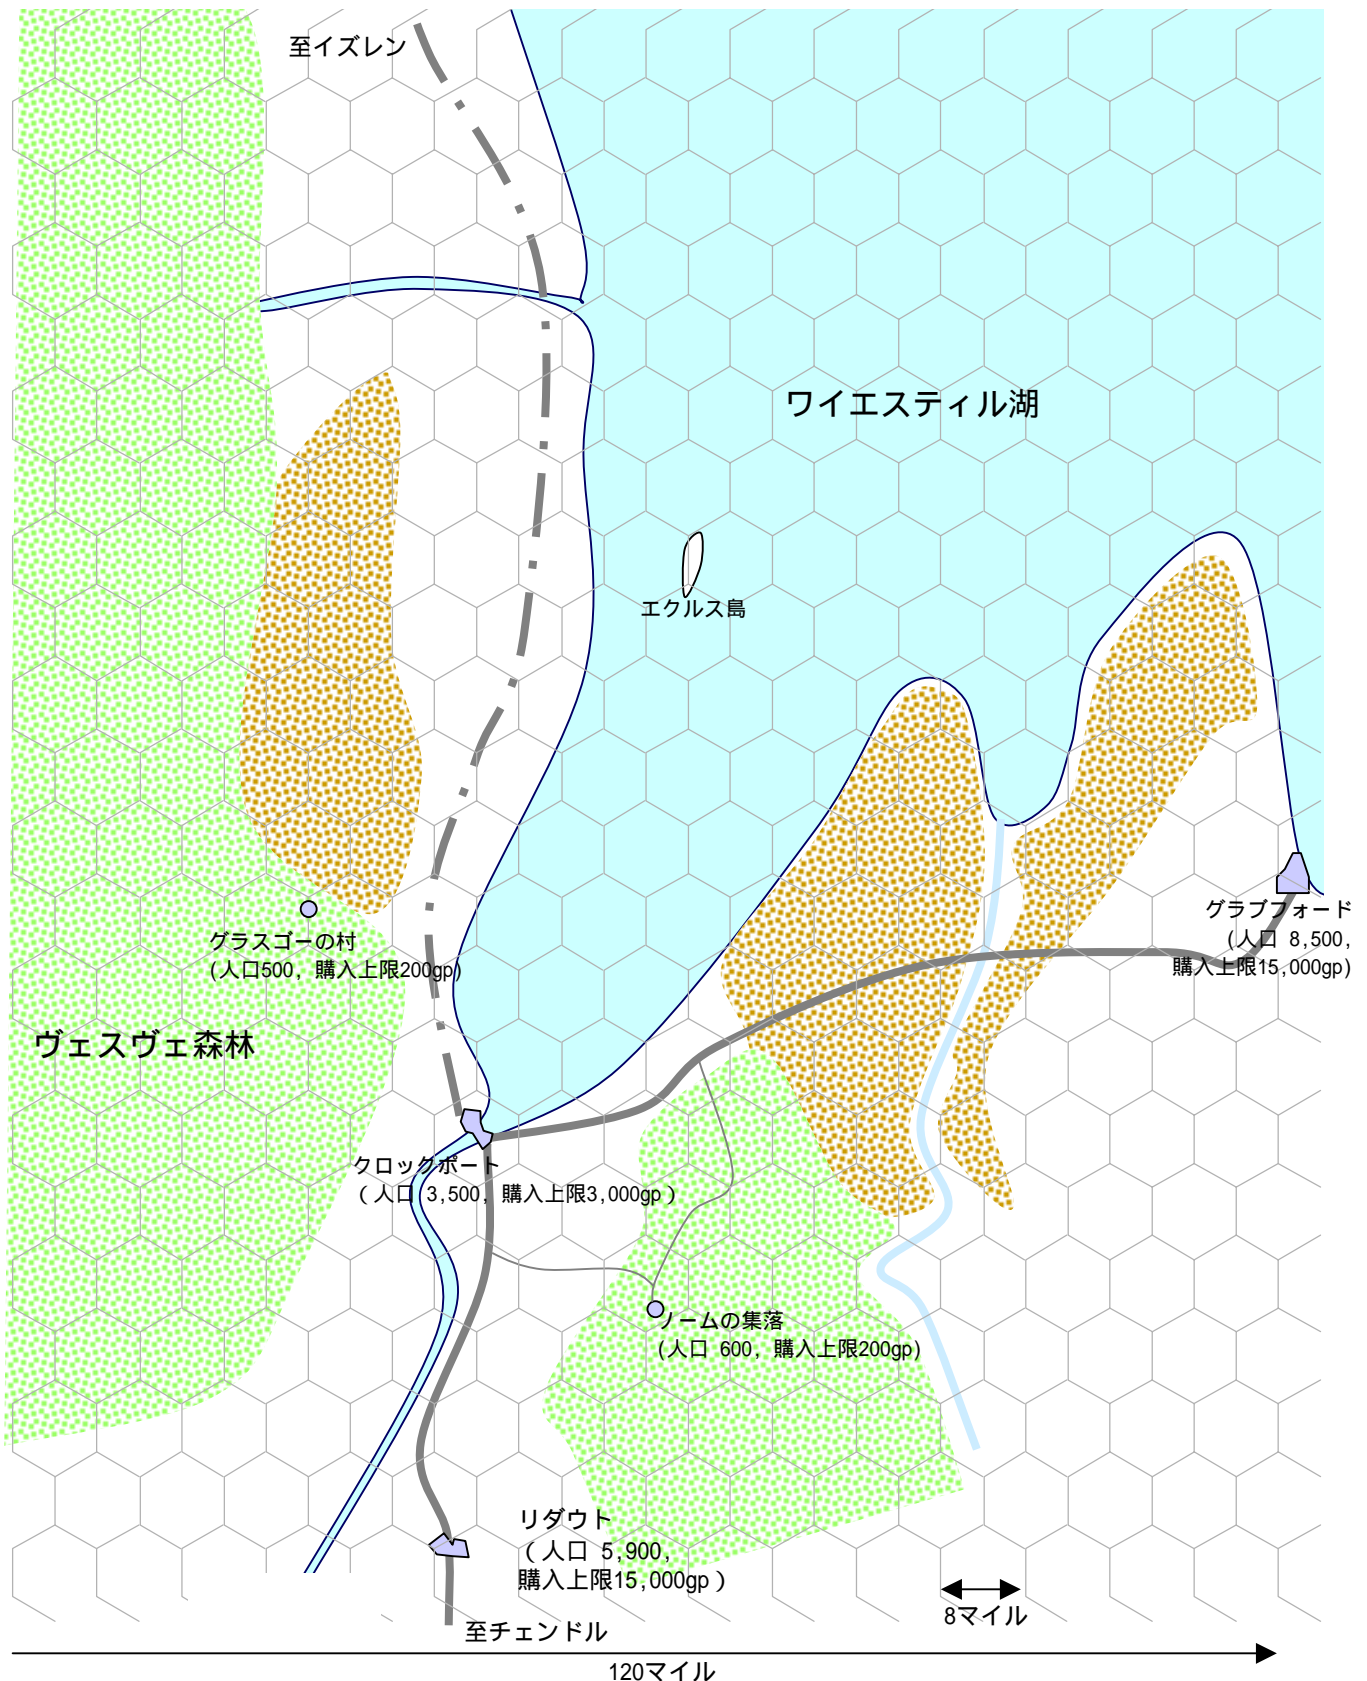 至イズレン
ワイエスティル湖
エクルス島
グラブフォード
(人口 8,500,
購入上限15,000gp)
グラスゴーの村
(人口500, 購入上限200gp)
ヴェスヴェ森林
クロックポート
(人口 3,500, 購入上限3,000gp)
ノームの集落
(人口 600, 購入上限200gp)
リダウト
(人口 5,900,
購入上限15,000gp)
8マイル
至チェンドル
120マイル